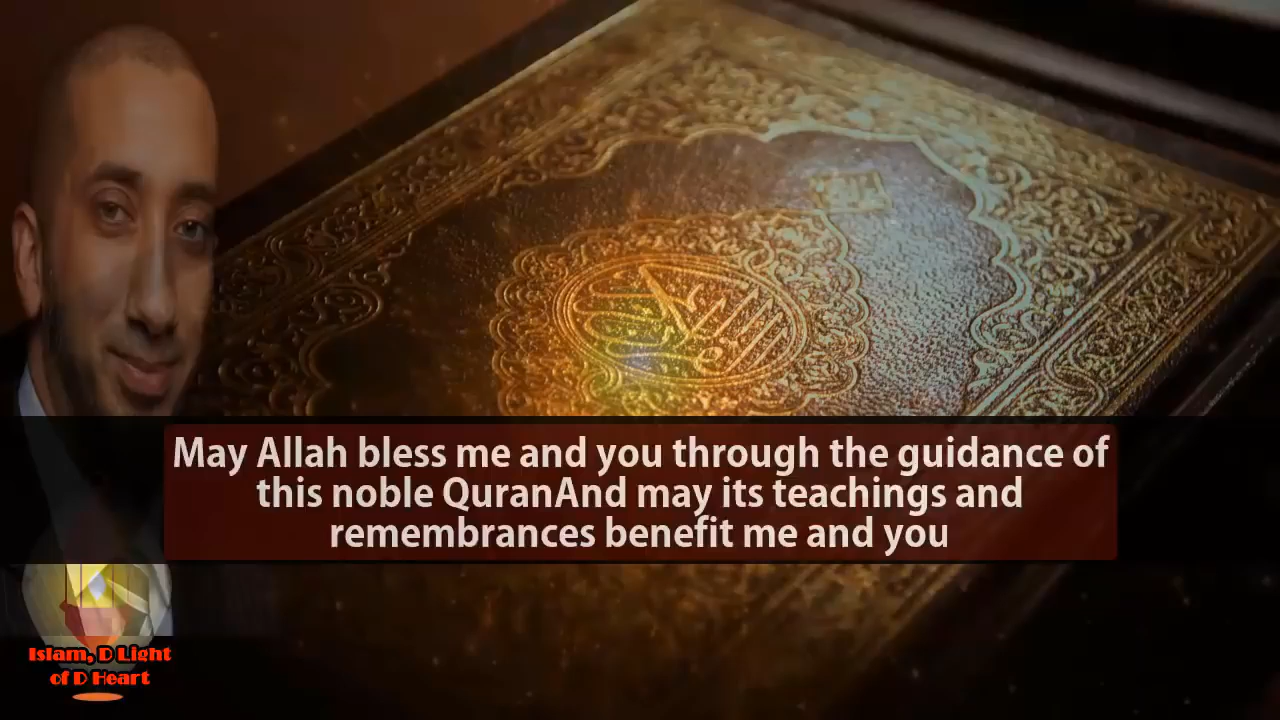 May Allah bless me and you through the guidance of
this noble QuranAnd may its teachings and
remembrances benefit me and you
Islam, D Light
of D Heart